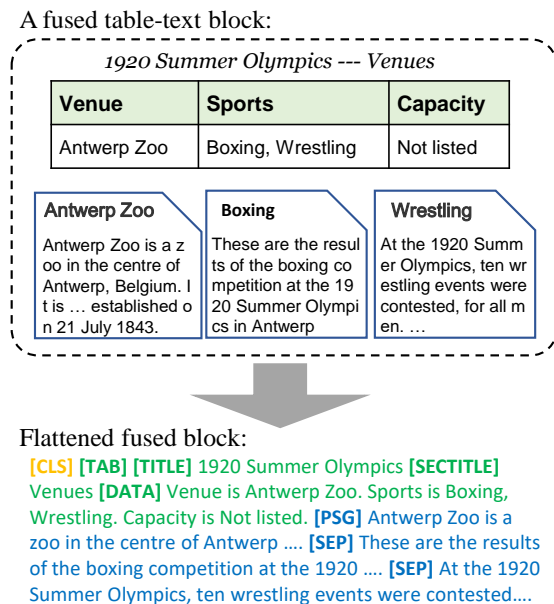 A fused table-text block:
1920 Summer Olympics --- Venues
Venue Sports Capacity
Antwerp Zoo Boxing, Wrestling Not listed
Antwerp Zoo
Antwerp Zoo is a z
oo in the centre of
Antwerp, Belgium. I
t is … established o
n 21 July 1843.
Boxing
These are the resul
ts of the boxing co
mpetition at the 19
20 Summer Olympi
cs in Antwerp
Wrestling
At the 1920 Summ
er Olympics, ten wr
estling events were
contested, for all m
en. …
Flattened fused block:
[CLS] [TAB] [TITLE] 1920 Summer Olympics [SECTITLE]
Venues [DATA] Venue is Antwerp Zoo. Sports is Boxing,
Wrestling. Capacity is Not listed. [PSG] Antwerp Zoo is a
zoo in the centre of Antwerp …. [SEP] These are the results
of the boxing competition at the 1920 …. [SEP] At the 1920
Summer Olympics, ten wrestling events were contested….